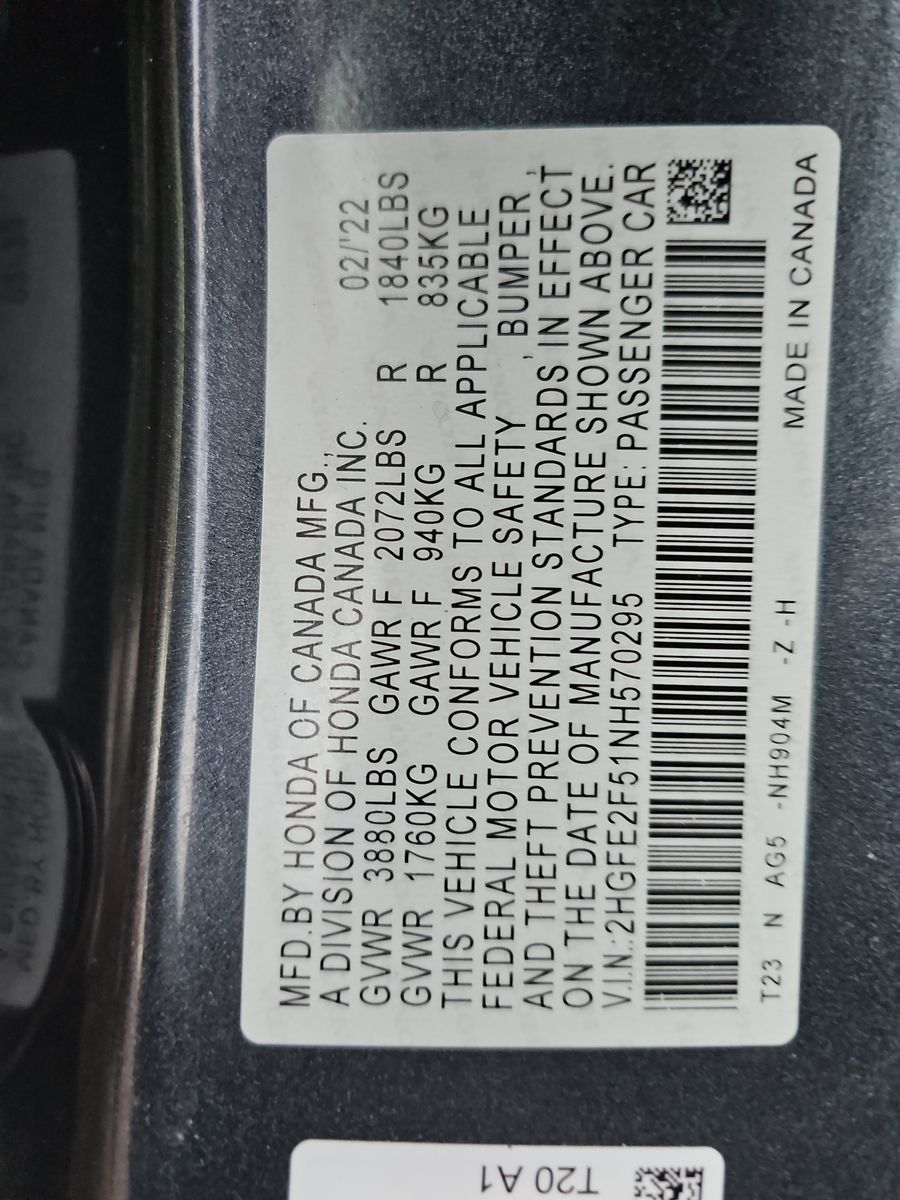 MFD.BY HONDA OF CANADA MFG.,
A DIVISION OF HONDA CANADA INC. 02/'22
GVWR 3880LBS GAWR F 2072LBS R 1840LBS
GVWR 1760KG GAWR F 940KG R 835KG
THIS VEHICLE CONFORMS TO ALL APPLICABLE
FEDERAL MOTOR VEHICLE SAFETY , BUMPER ,
AND THEFT PREVENTION STANDARDS IN EFFECT
ON THE DATE OF MANUFACTURE SHOWN ABOVE.
V.I.N.:2HGFE2F51NH570295 TYPE: PASSENGER CAR
T23 N AG5 -NH904M -Z -H MADE IN CANADA
T20 A1